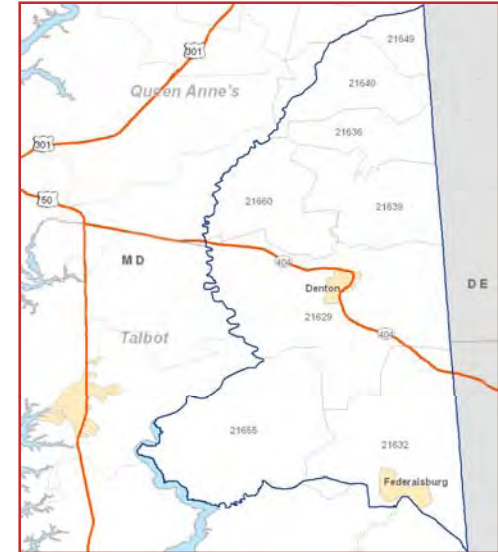 301
21649
21640
Queen Anne's
21636
301
50
21660
21639
MD
404
DE
Denton
21629
Talbot
404
21655
21632
Federalsburg